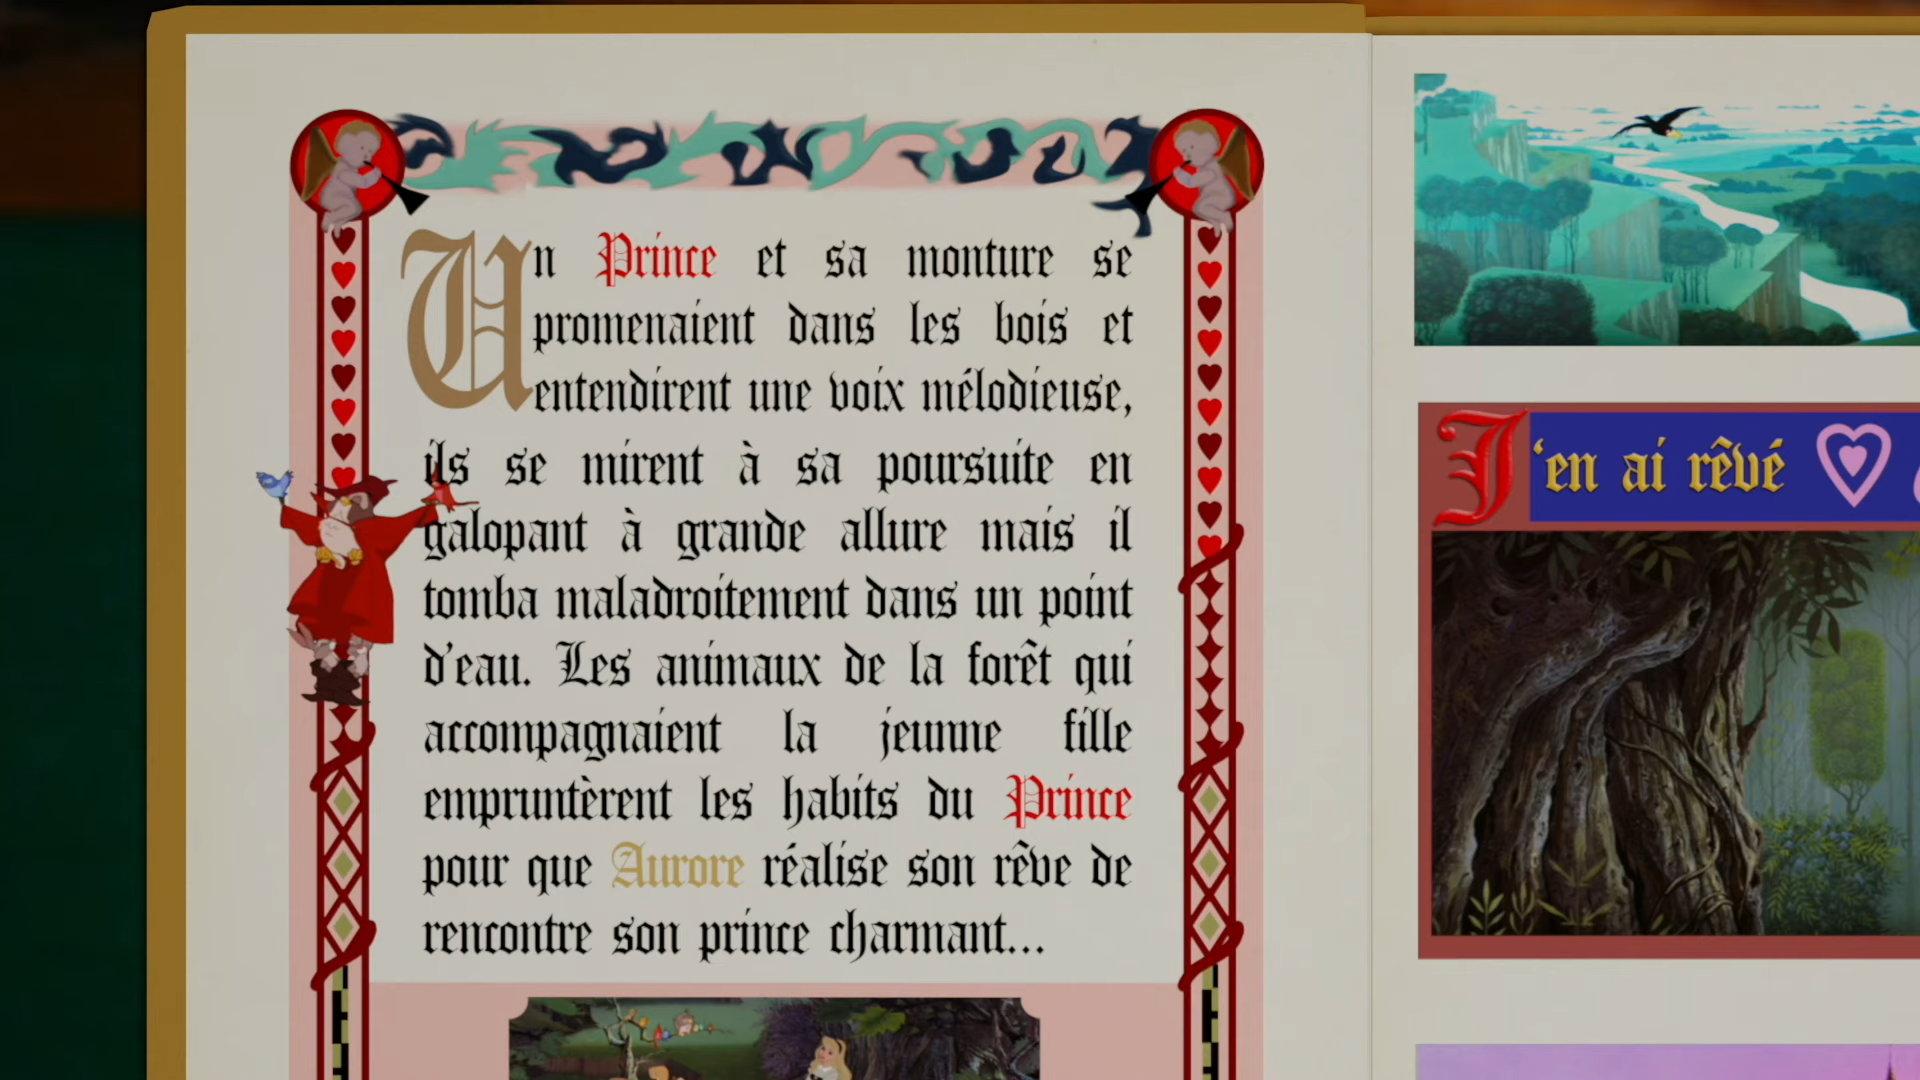 Un Prince et sa monture se
promenaient dans les bois et
entendirent une voix mélodieuse,
ils se mirent à sa poursuite en
galopant à grande allure mais il
tomba maladroitement dans un point
d'eau. Les animaux de la forêt qui
accompagnaient la jeune fille
empruntèrent les habits du Prince
pour que Aurore réalise son rêve de
rencontre son prince charmant...
J‘en ai rêvé